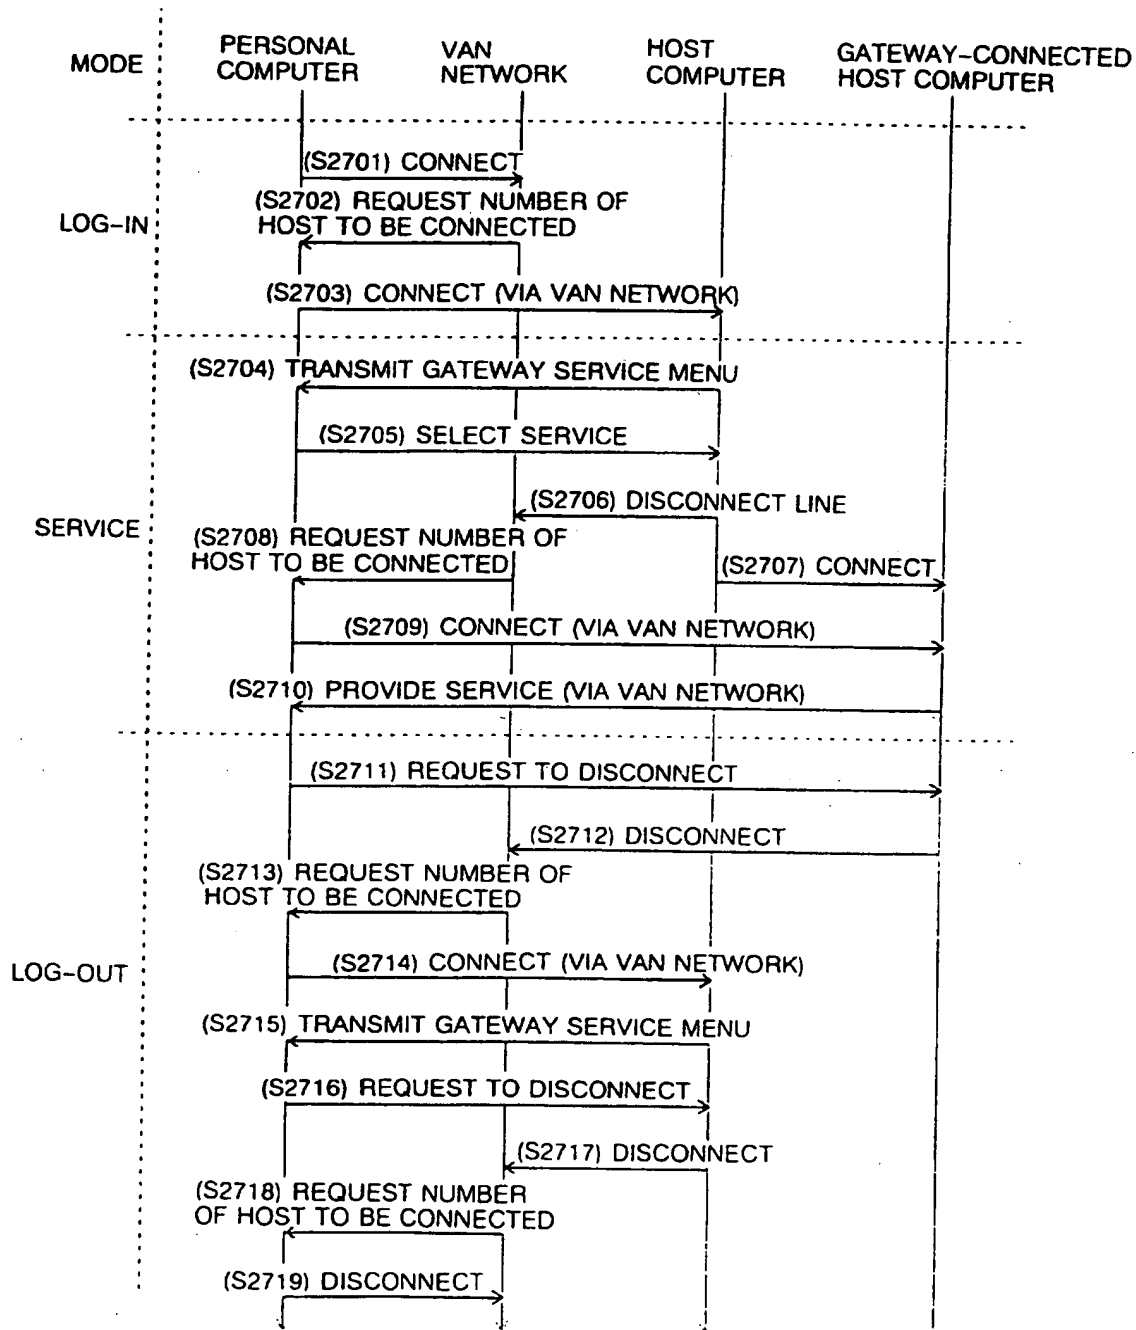 MODE
PERSONAL
COMPUTER
VAN
NETWORK
HOST
COMPUTER
GATEWAY-CONNECTED
HOST COMPUTER
LOG-IN
(S2701) CONNECT
(S2702) REQUEST NUMBER OF
HOST TO BE CONNECTED
(S2703) CONNECT (VIA VAN NETWORK)
SERVICE
(S2704) TRANSMIT GATEWAY SERVICE MENU
(S2705) SELECT SERVICE
(S2706) DISCONNECT LINE
(S2708) REQUEST NUMBER OF
HOST TO BE CONNECTED
(S2707) CONNECT
(S2709) CONNECT (VIA VAN NETWORK)
(S2710) PROVIDE SERVICE (VIA VAN NETWORK)
LOG-OUT
(S2711) REQUEST TO DISCONNECT
(S2712) DISCONNECT
(S2713) REQUEST NUMBER OF
HOST TO BE CONNECTED
(S2714) CONNECT (VIA VAN NETWORK)
(S2715) TRANSMIT GATEWAY SERVICE MENU
(S2716) REQUEST TO DISCONNECT
(S2717) DISCONNECT
(S2718) REQUEST NUMBER
OF HOST TO BE CONNECTED
(S2719) DISCONNECT